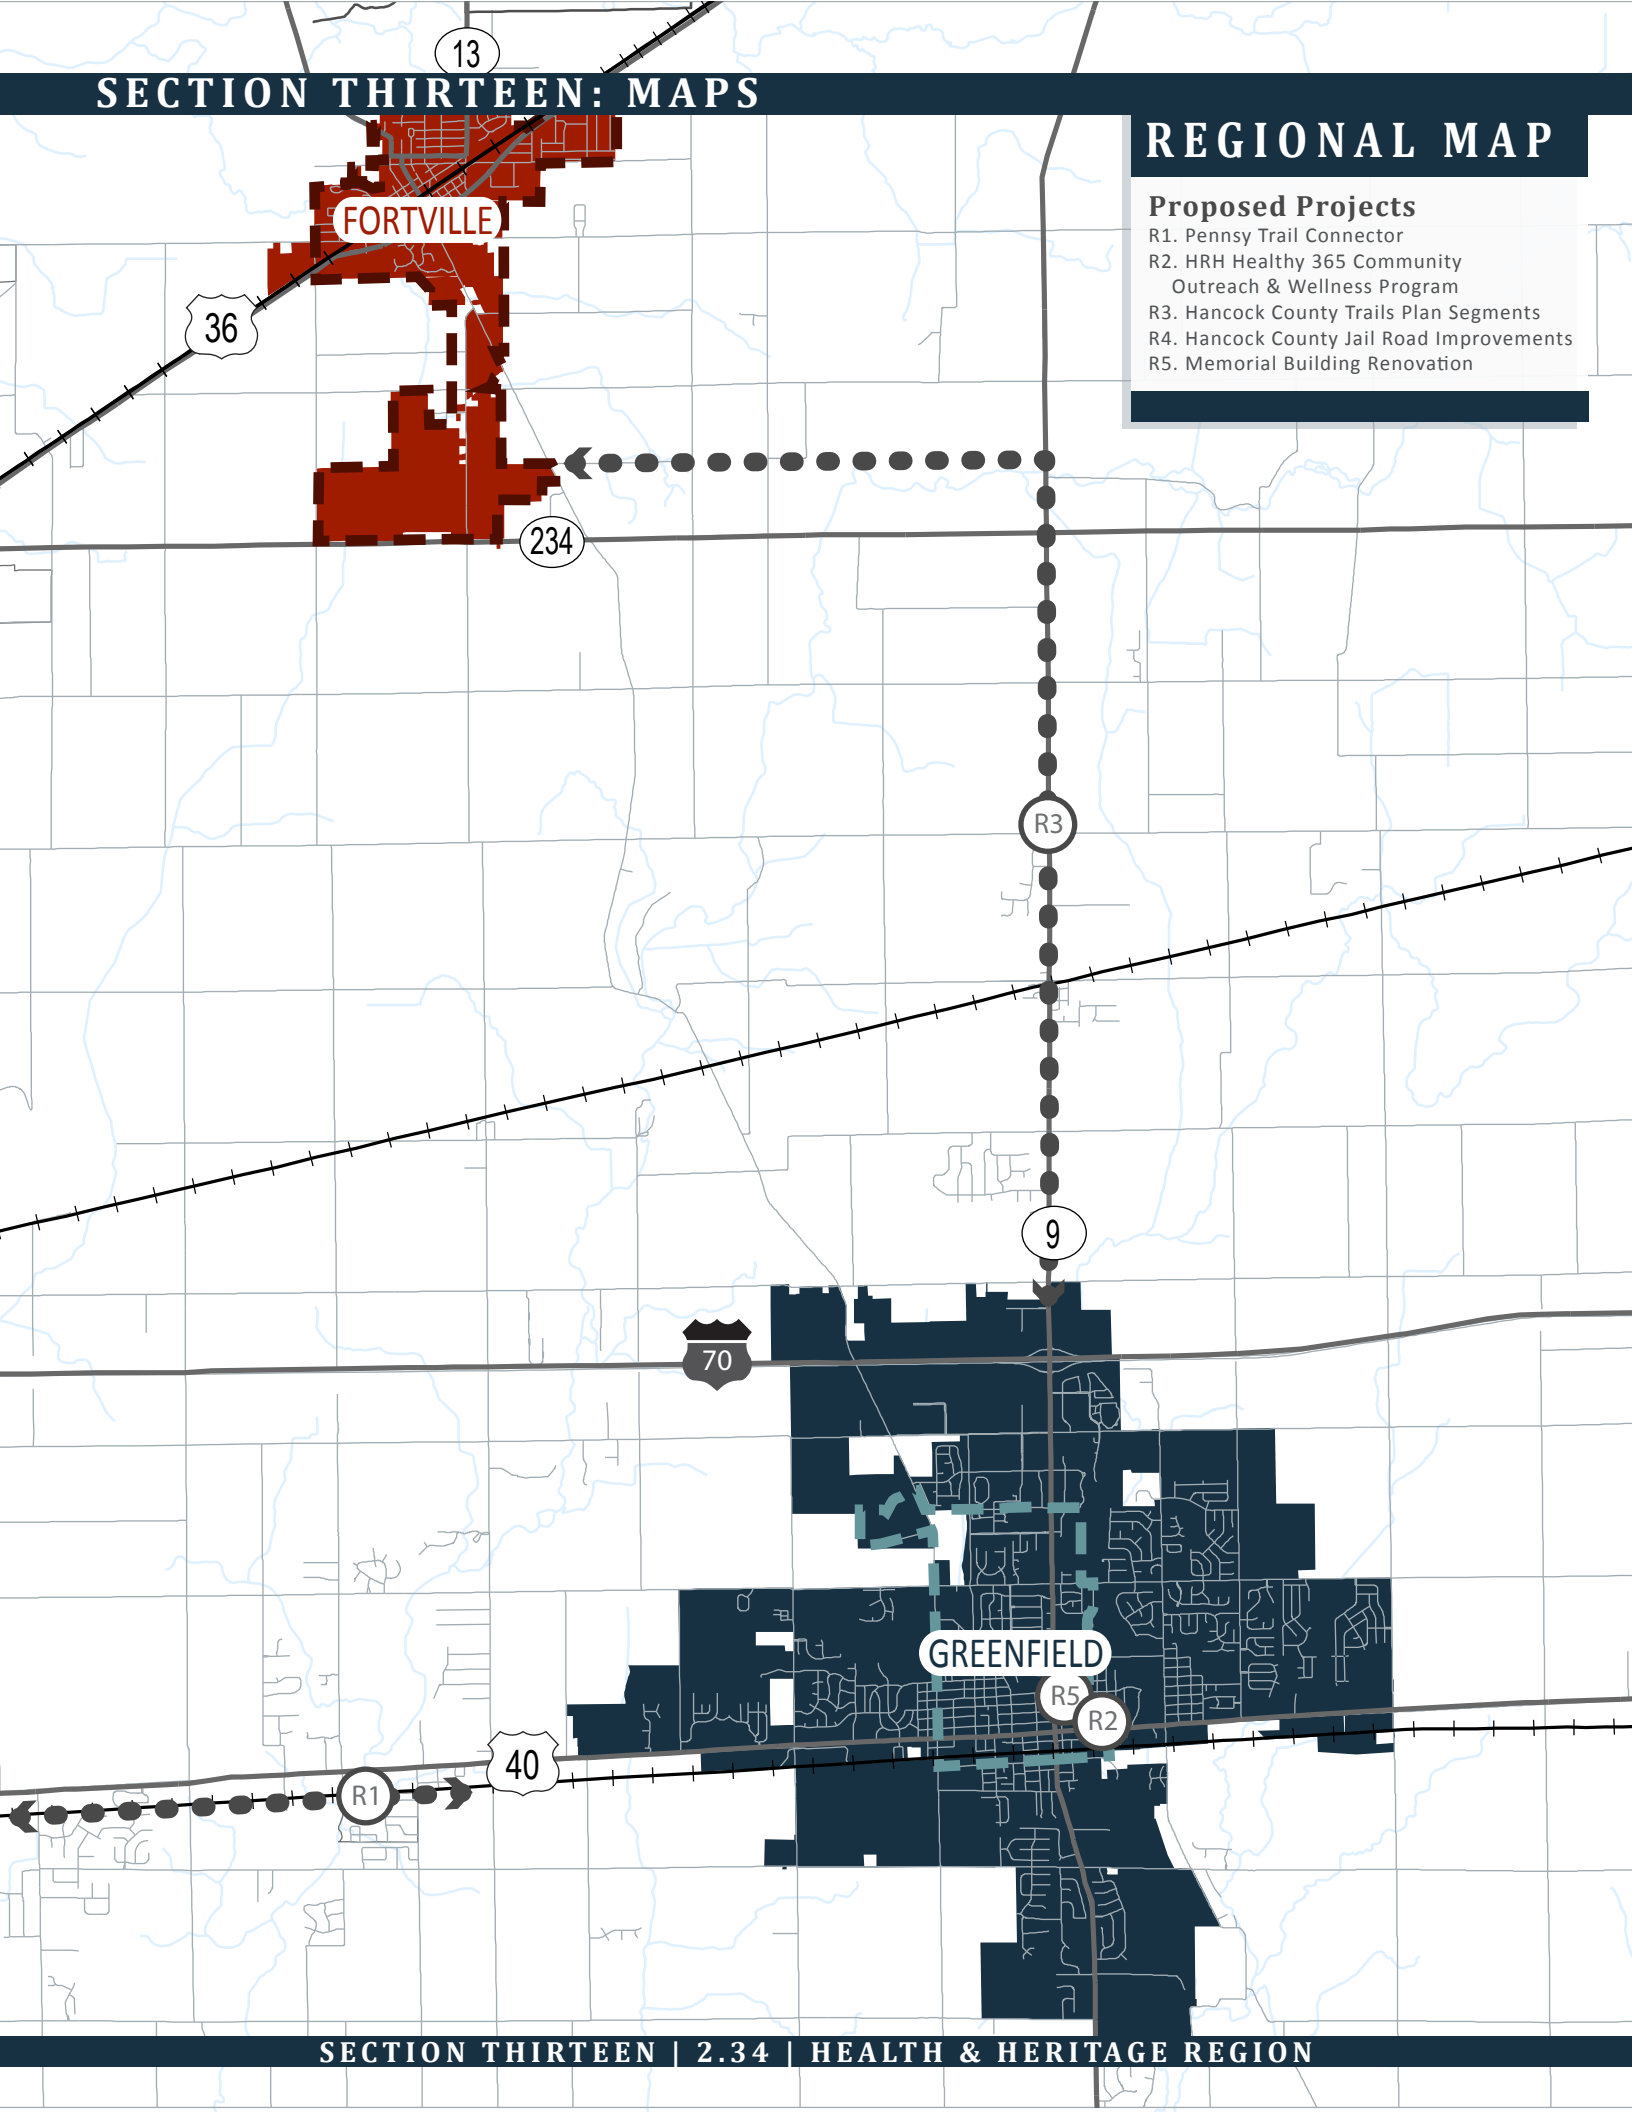 13
SECTION THIRTEEN: MAPS
REGIONAL MAP
Proposed Projects
R1. Pennsy Trail Connector
R2. HRH Healthy 365 Community
Outreach & Wellness Program
R3. Hancock County Trails Plan Segments
R4. Hancock County Jail Road Improvements
R5. Memorial Building Renovation
FORTVILLE
36
234
R3
9
70
GREENFIELD
R5
R2
40
R1
SECTION THIRTEEN | 2.34 | HEALTH & HERITAGE REGION